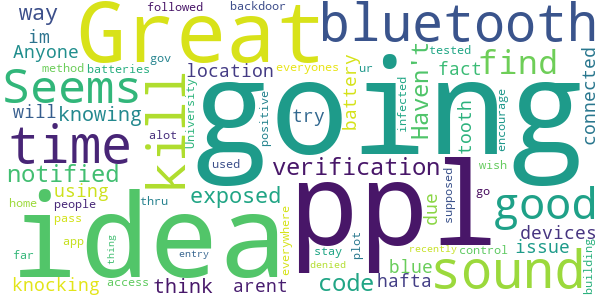 way
followed
backdoor
Great
bluetooth
im
Anyone
gov
everyones
ur
method
batteries
Seems
location
kill
going
battery
Haven't
find
fact
tested
connected
will
knowing
University
positive
try
infected
tooth
encourage
time
alot
used
verification
wish
notified
using
exposed
ppl
due
supposed
go
good
home
people
thru
idea
pass
app
everywhere
stay
plot
blue
issue
devices
far
thing
access
entry
denied
recently
control
sound
building
knocking
think
arent
code
hafta